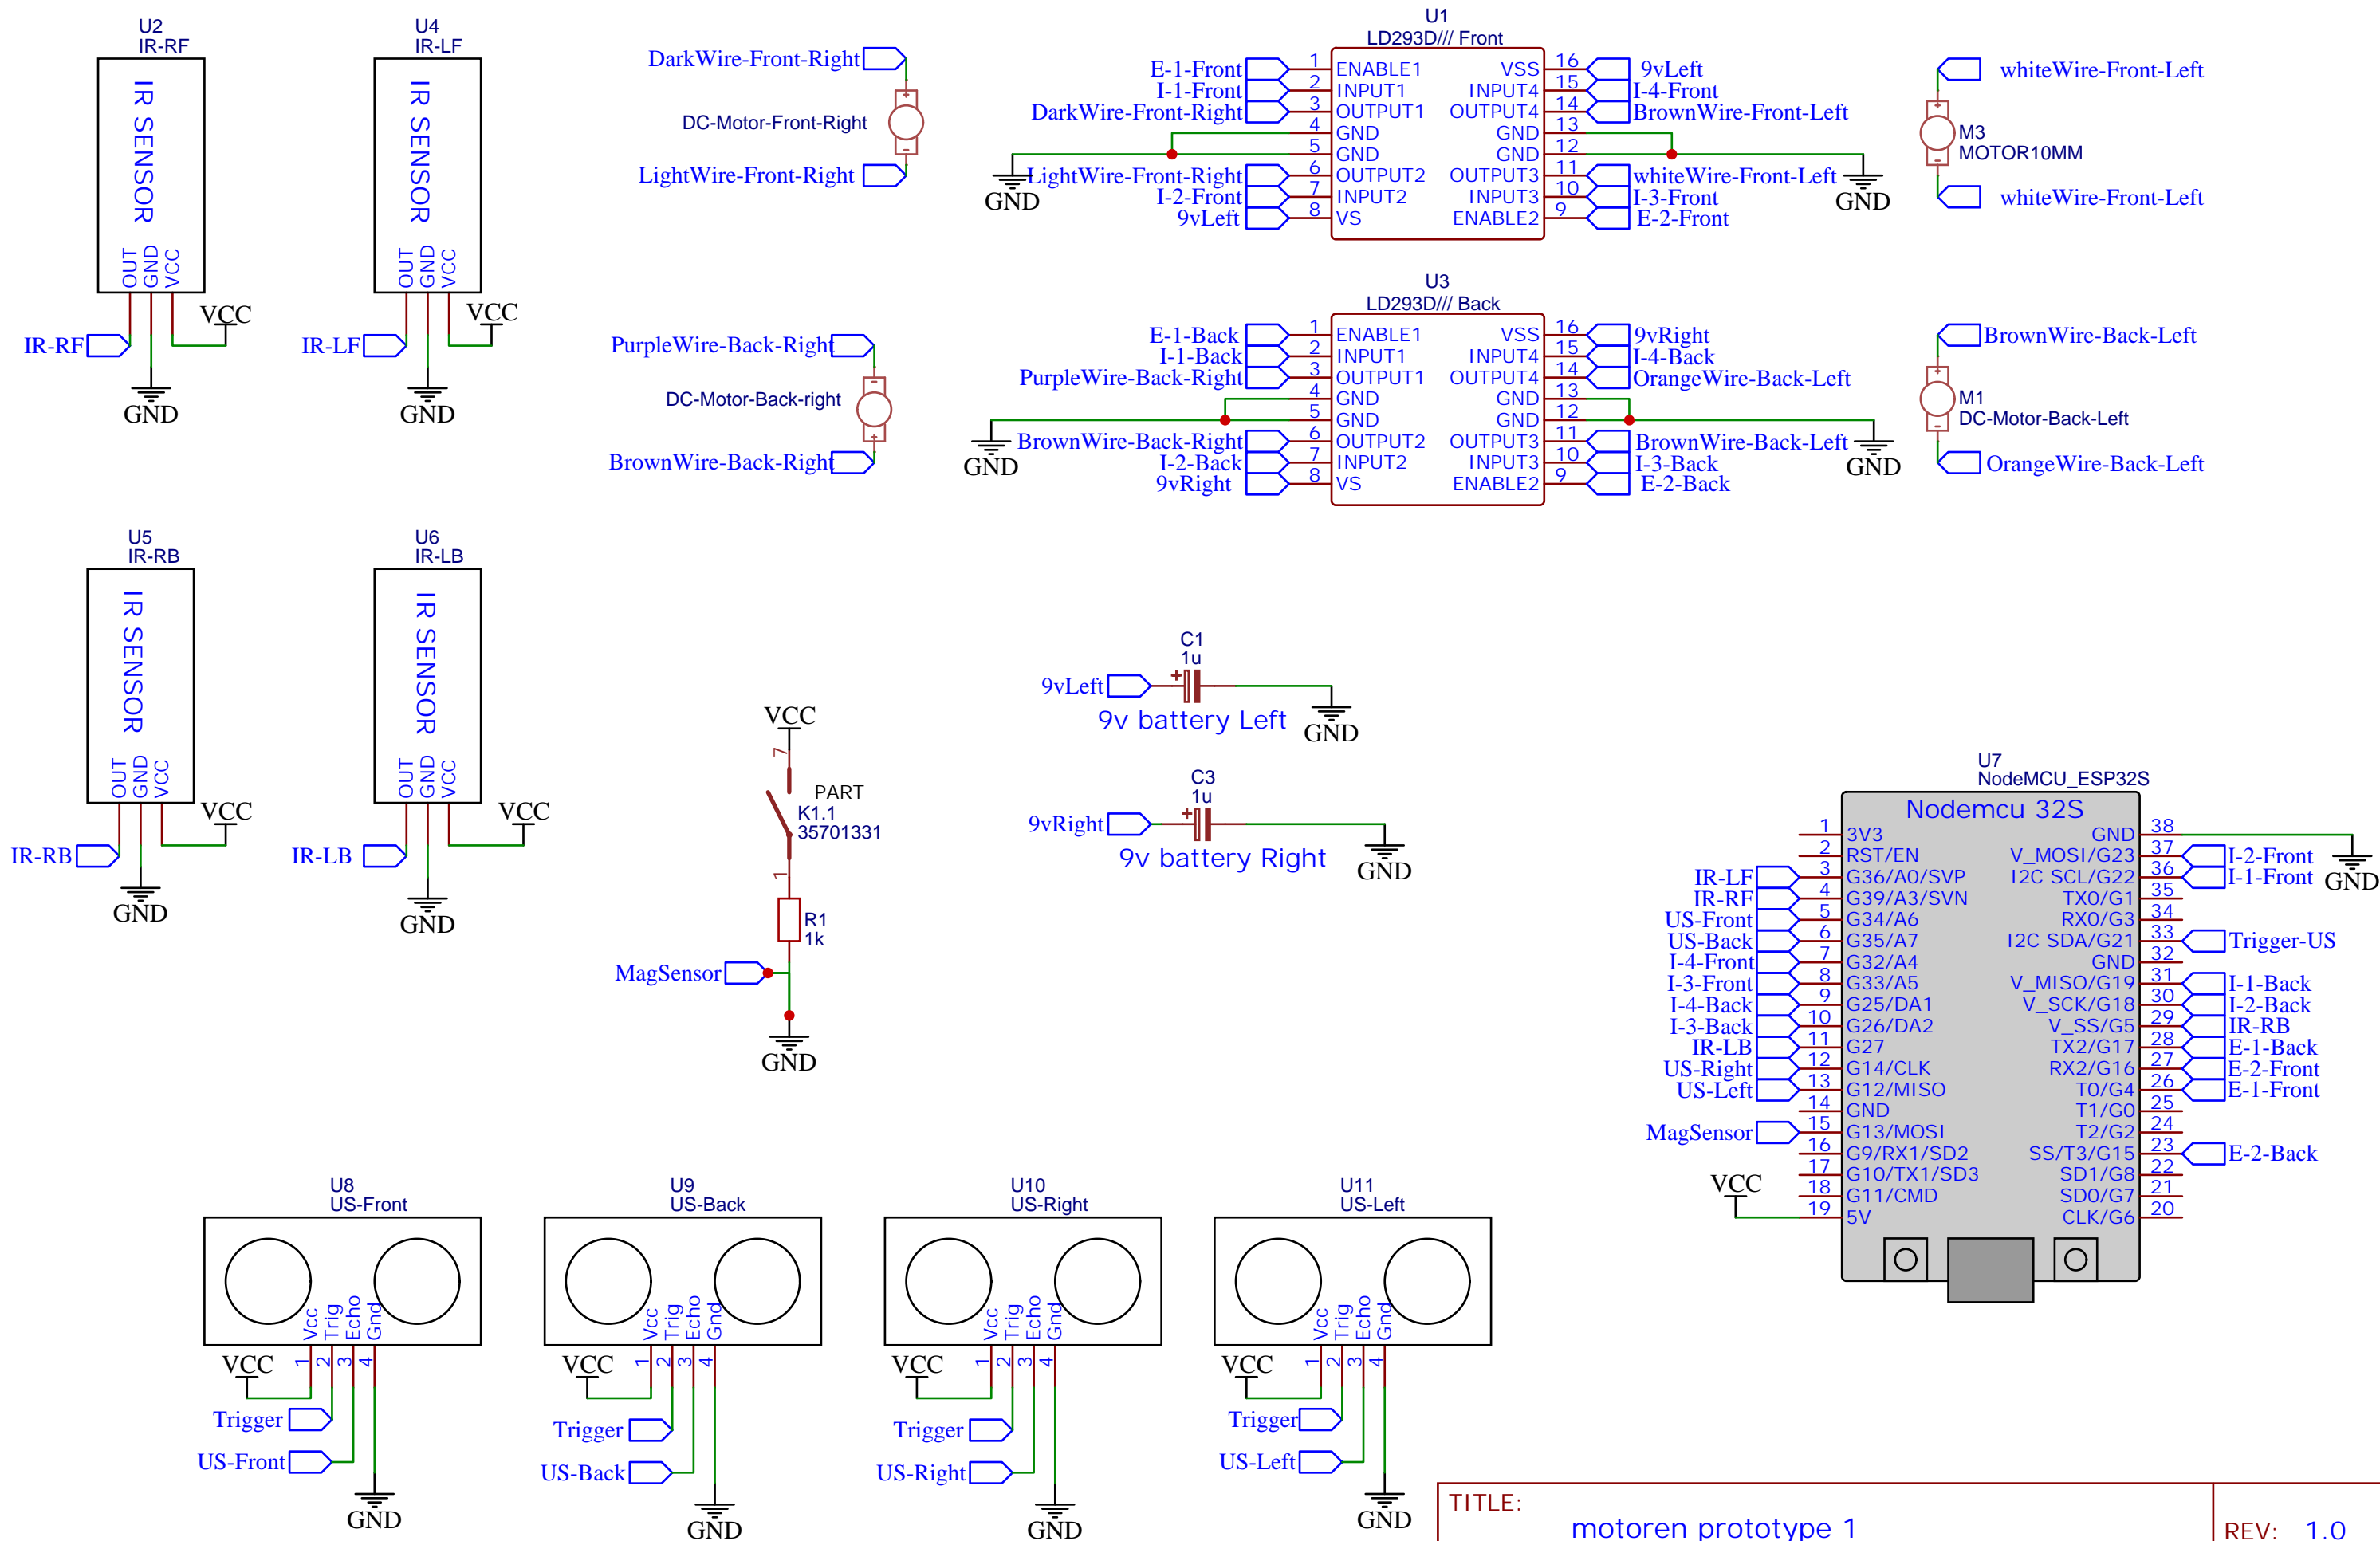 U2
IR-RF
IR SENSOR
OUT
GND
VCC
VCC
IR-RF
GND
U4
IR-LF
IR SENSOR
OUT
GND
VCC
VCC
IR-LF
GND
DarkWire-Front-Right
+
DC-Motor-Front-Right
-
LightWire-Front-Right
U1
LD293D/// Front
E-1-Front 1 ENABLE1 VSS 16 9vLeft
I-1-Front 2 INPUT1 INPUT4 15 I-4-Front
DarkWire-Front-Right 3 OUTPUT1 OUTPUT4 14 BrownWire-Front-Left
4 GND GND 13
5 GND GND 12
LightWire-Front-Right 6 OUTPUT2 OUTPUT3 11 whiteWire-Front-Left
I-2-Front 7 INPUT2 INPUT3 10 I-3-Front
9vLeft 8 VS ENABLE2 9 E-2-Front
GND
GND
whiteWire-Front-Left
+
M3
MOTOR10MM
-
whiteWire-Front-Left
PurpleWire-Back-Right
-
DC-Motor-Back-right
+
BrownWire-Back-Right
U3
LD293D/// Back
E-1-Back 1 ENABLE1 VSS 16 9vRight
I-1-Back 2 INPUT1 INPUT4 15 I-4-Back
PurpleWire-Back-Right 3 OUTPUT1 OUTPUT4 14 OrangeWire-Back-Left
4 GND GND 13
5 GND GND 12
BrownWire-Back-Right 6 OUTPUT2 OUTPUT3 11 BrownWire-Back-Left
I-2-Back 7 INPUT2 INPUT3 10 I-3-Back
9vRight 8 VS ENABLE2 9 E-2-Back
GND
GND
BrownWire-Back-Left
+
M1
DC-Motor-Back-Left
-
OrangeWire-Back-Left
U5
IR-RB
IR SENSOR
OUT
GND
VCC
VCC
IR-RB
GND
U6
IR-LB
IR SENSOR
OUT
GND
VCC
VCC
IR-LB
GND
VCC
7
PART
K1.1
35701331
1
R1
1k
MagSensor
GND
C1
1u
9vLeft +
9v battery Left
GND
C3
1u
9vRight +
9v battery Right
GND
U7
NodeMCU_ESP32S
Nodemcu 32S
1 3V3 GND 38
2 RST/EN V_MOSI/G23 37 I-2-Front
IR-LF 3 G36/A0/SVP I2C SCL/G22 36 I-1-Front
GND
IR-RF 4 G39/A3/SVN TX0/G1 35
US-Front 5 G34/A6 RX0/G3 34
US-Back 6 G35/A7 I2C SDA/G21 33 Trigger-US
I-4-Front 7 G32/A4 GND 32
I-3-Front 8 G33/A5 V_MISO/G19 31 I-1-Back
I-4-Back 9 G25/DA1 V_SCK/G18 30 I-2-Back
I-3-Back 10 G26/DA2 V_SS/G5 29 IR-RB
IR-LB 11 G27 TX2/G17 28 E-1-Back
US-Right 12 G14/CLK RX2/G16 27 E-2-Front
US-Left 13 G12/MISO T0/G4 26 E-1-Front
14 GND T1/G0 25
MagSensor 15 G13/MOSI T2/G2 24
16 G9/RX1/SD2 SS/T3/G15 23 E-2-Back
17 G10/TX1/SD3 SD1/G8 22
18 G11/CMD SD0/G7 21
VCC
19 5V CLK/G6 20
U8
US-Front
Vcc
Trig
Echo
Gnd
1
2
3
4
VCC
Trigger
US-Front
GND
U9
US-Back
Vcc
Trig
Echo
Gnd
1
2
3
4
VCC
Trigger
US-Back
GND
U10
US-Right
Vcc
Trig
Echo
Gnd
1
2
3
4
VCC
Trigger
US-Right
GND
U11
US-Left
Vcc
Trig
Echo
Gnd
1
2
3
4
VCC
Trigger
US-Left
GND
TITLE:
motoren prototype 1
REV: 1.0